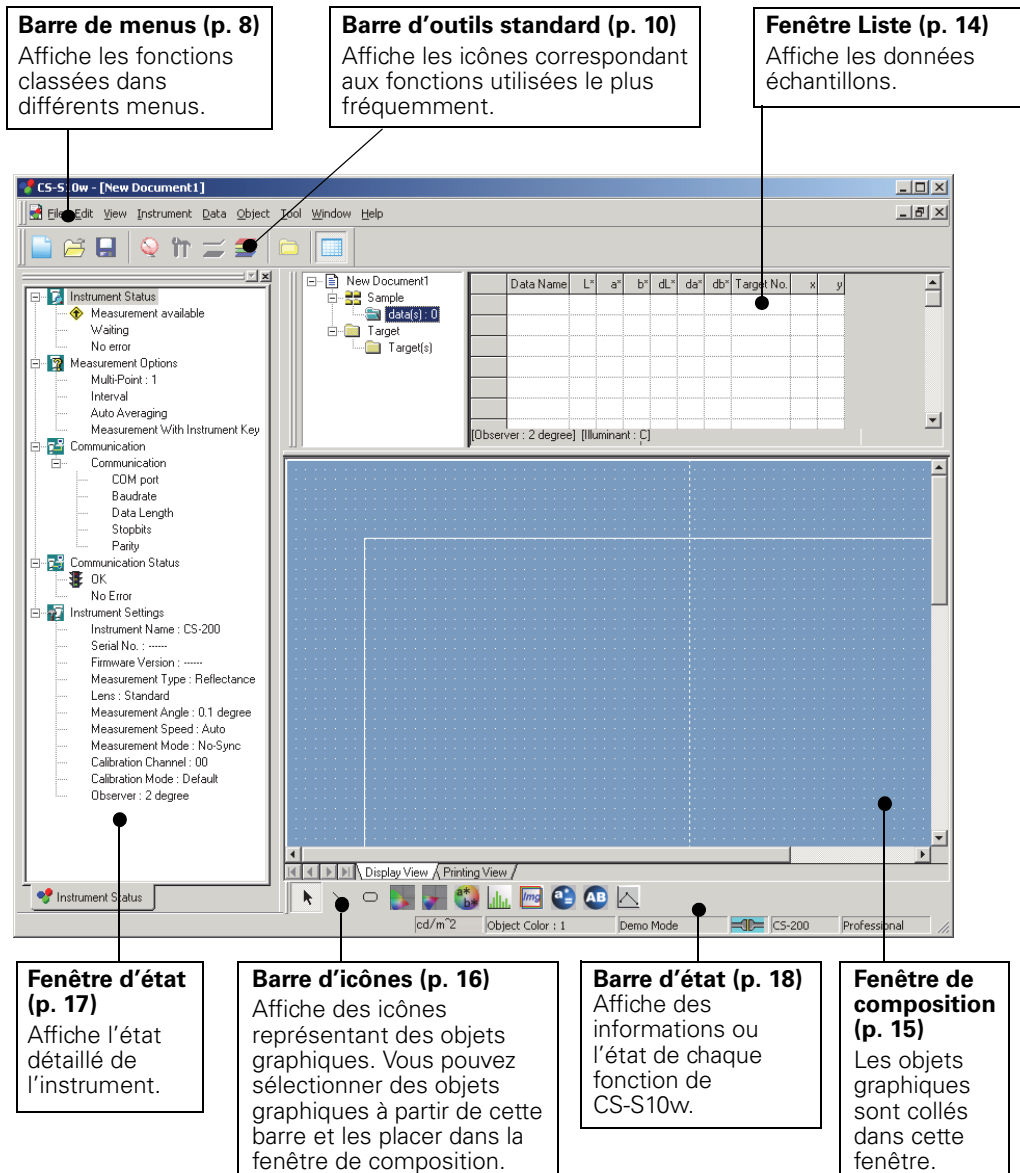 Barre de menus (p. 8)
Affiche les fonctions
classées dans
différents menus.
Barre d'outils standard (p. 10)
Affiche les icônes correspondant
aux fonctions utilisées le plus
fréquemment.
Fenêtre Liste (p. 14)
Affiche les données
échantillons.
CS-S10w - [New Document1]
File Edit View Instrument Data Object Tool Window Help
Instrument Status
Measurement available
Waiting
No error
Measurement Options
Multi-Point : 1
Interval
Auto Averaging
Measurement With Instrument Key
Communication
Communication
COM port
Baudrate
Data Length
Stopbits
Parity
Communication Status
OK
No Error
Instrument Settings
Instrument Name : CS-200
Serial No. : ------
Firmware Version : ------
Measurement Type : Reflectance
Lens : Standard
Measurement Angle : 0.1 degree
Measurement Speed : Auto
Measurement Mode : No-Sync
Calibration Channel : 00
Calibration Mode : Default
Observer : 2 degree
Instrument Status
New Document1
Sample
data(s) : 0
Target
Target(s)
Data Name L* a* b* dL* da* db* Target No. x y
[Observer : 2 degree] [Illuminant : C]
Display View Printing View
a* b* Img a= AB
cd/m^2 Object Color : 1 Demo Mode CS-200 Professional
Fenêtre d'état
(p. 17)
Affiche l'état
détaillé de
l'instrument.
Barre d'icônes (p. 16)
Affiche des icônes
représentant des objets
graphiques. Vous pouvez
sélectionner des objets
graphiques à partir de cette
barre et les placer dans la
fenêtre de composition.
Barre d'état (p. 18)
Affiche des
informations ou
l'état de chaque
fonction de
CS-S10w.
Fenêtre de
composition
(p. 15)
Les objets
graphiques
sont collés
dans cette
fenêtre.